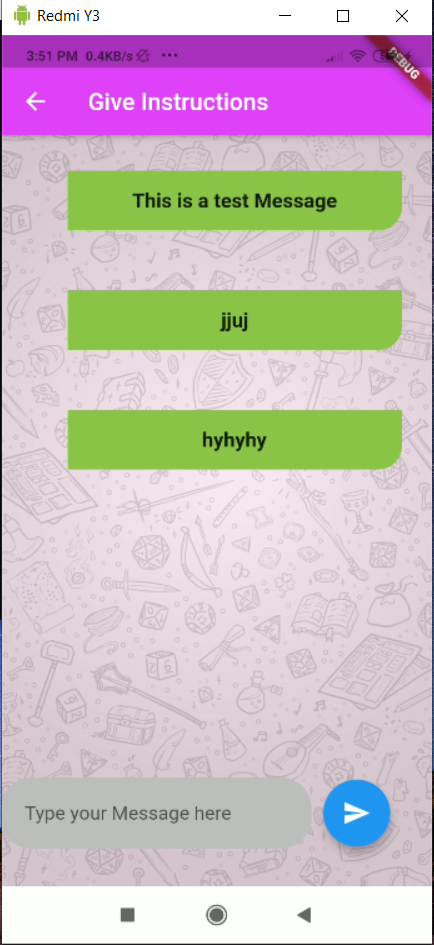 Redmi Y3
3:51 PM 0.4KB/s
DEBUG
Give Instructions
This is a test Message
jjuj
hyhyhy
Type your Message here